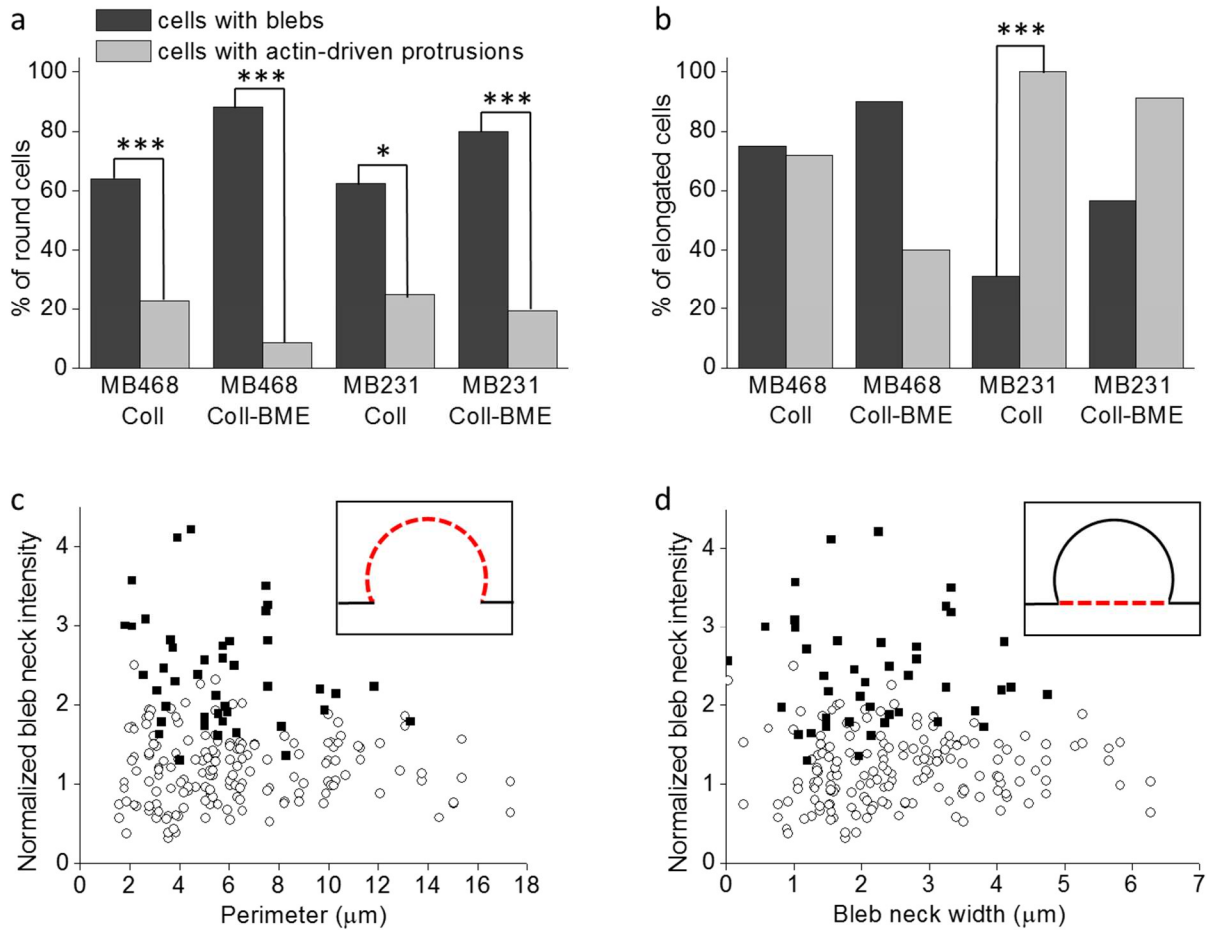 a
cells with blebs
cells with actin-driven protrusions
% of round cells
100
80
60
40
20
0
***
***
*
***
MB468 Coll
MB468 Coll-BME
MB231 Coll
MB231 Coll-BME
b
% of elongated cells
100
80
60
40
20
0
***
MB468 Coll
MB468 Coll-BME
MB231 Coll
MB231 Coll-BME
c
Normalized bleb neck intensity
4
3
2
1
0
0 2 4 6 8 10 12 14 16 18
Perimeter (μm)
d
Normalized bleb neck intensity
4
3
2
1
0
0 1 2 3 4 5 6 7
Bleb neck width (μm)